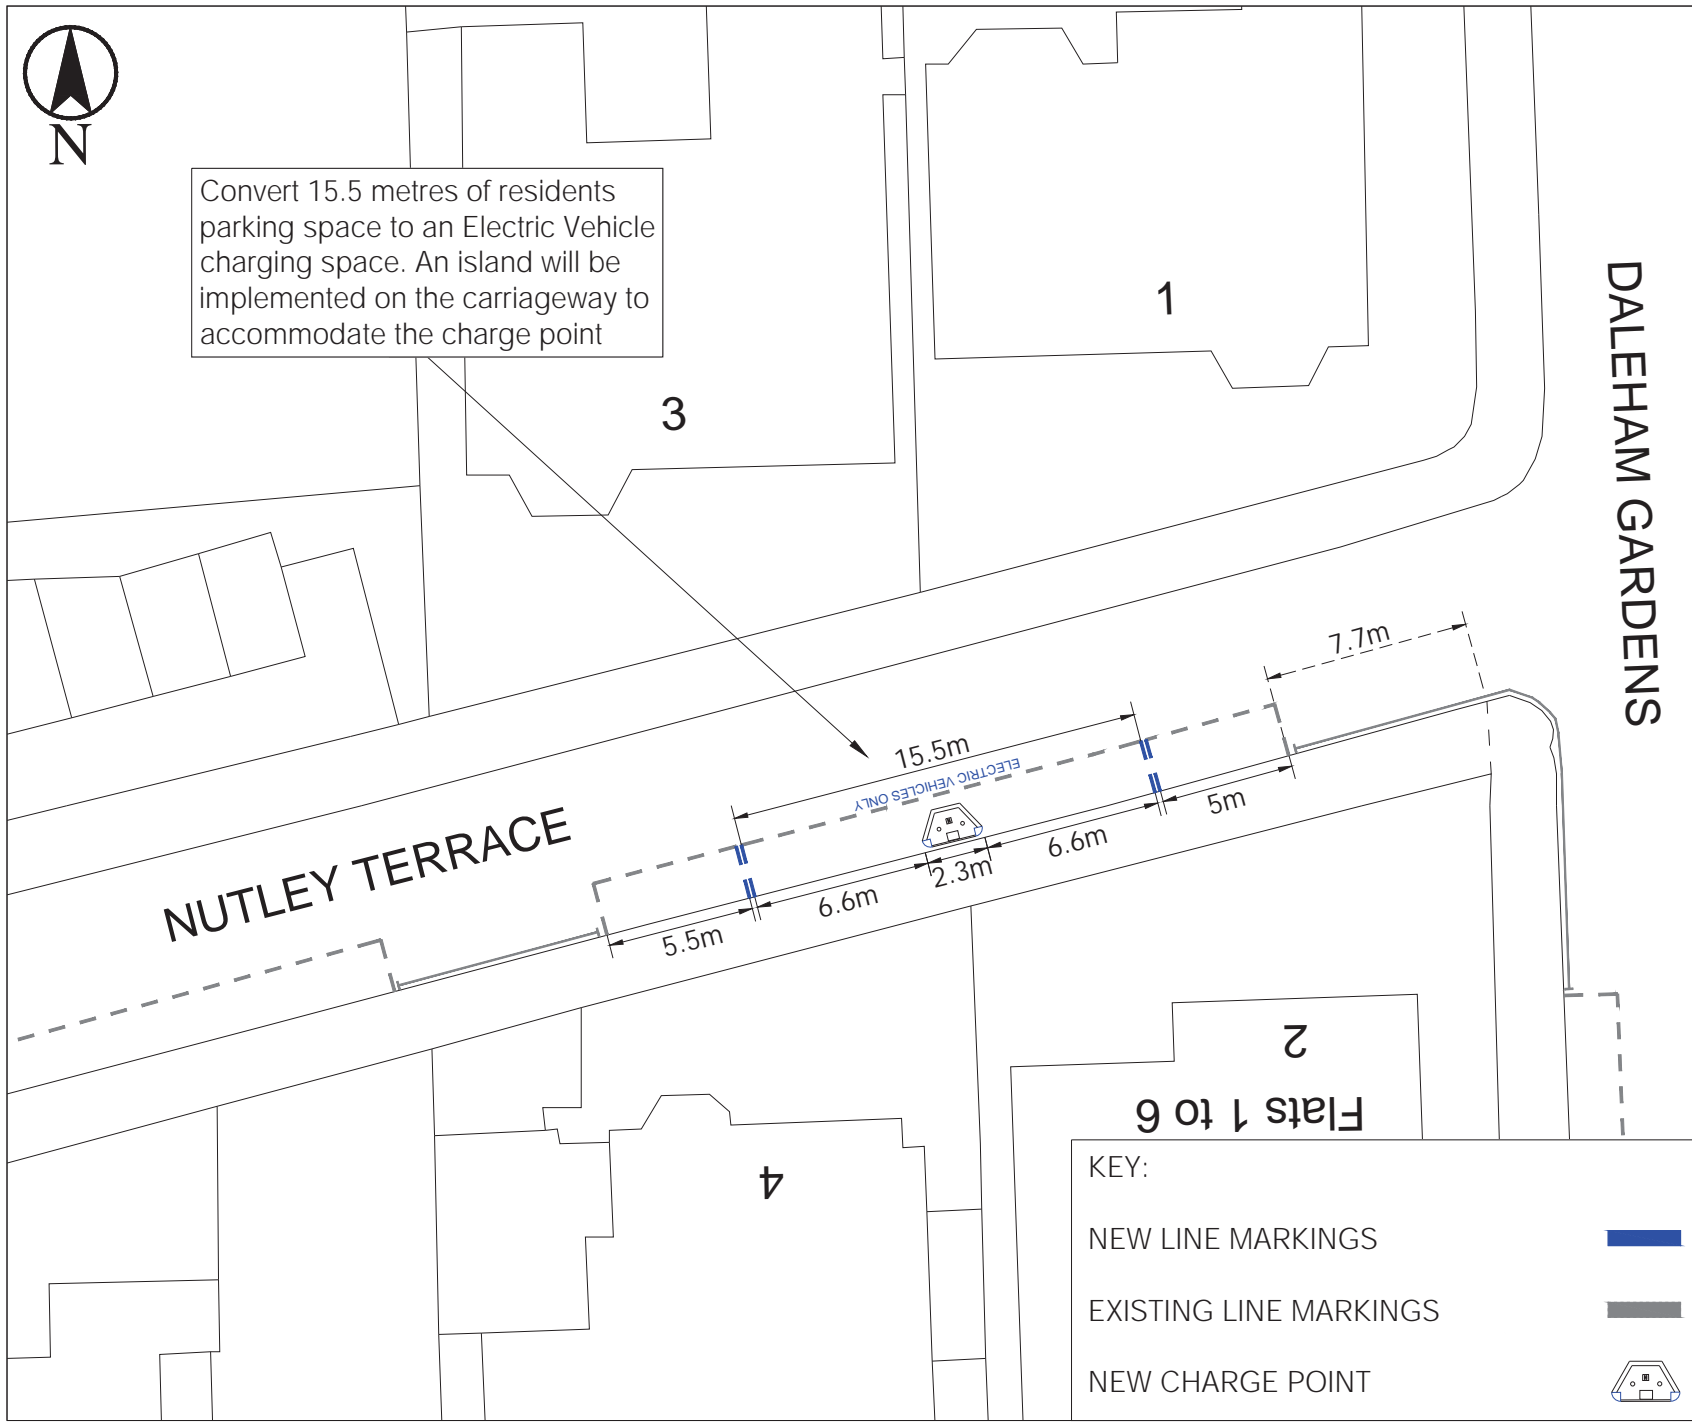 N
Convert 15.5 metres of residents
parking space to an Electric Vehicle
charging space. An island will be
implemented on the carriageway to
accommodate the charge point
1
3
DALEHAM GARDENS
7.7m
15.5m
ELECTRIC VEHICLES ONLY
NUTLEY TERRACE
5m
6.6m
2.3m
6.6m
5.5m
2
Flats 1 to 6
4
KEY:
NEW LINE MARKINGS
EXISTING LINE MARKINGS
NEW CHARGE POINT